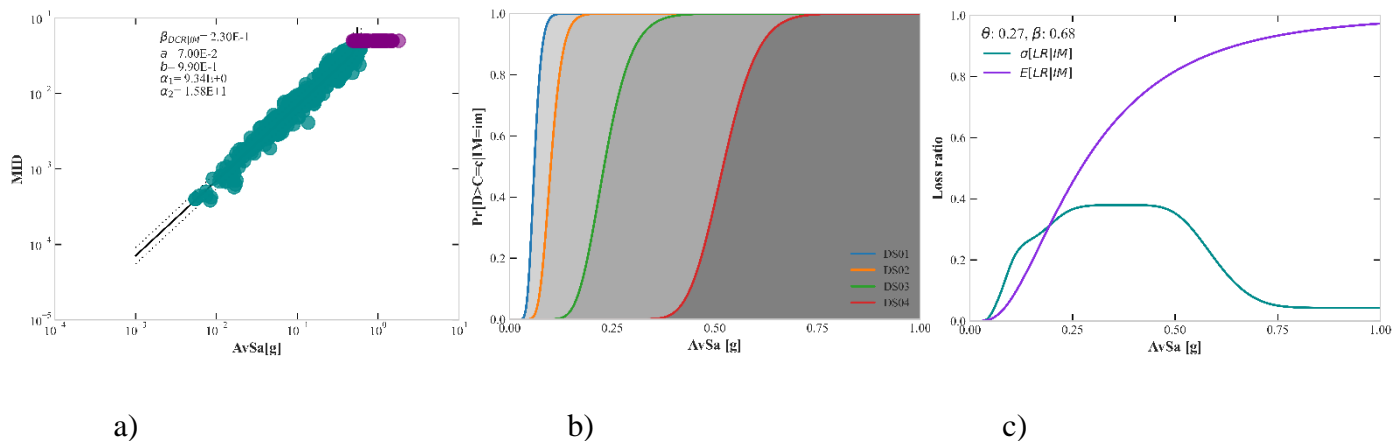 10⁻¹
10⁻²
10⁻³
10⁻⁴
10⁻⁵
MID
β_DCR|IM = 2.30E-1
a 7.00E-2
b= 9.90E-1
α₁= 9.34E+0
α₂= 1.58E+1
10⁻⁴ 10⁻³ 10⁻² 10⁻¹ 10⁰ 10¹
AvSa[g]
1.0
0.8
0.6
0.4
0.2
0.0
Pr[D>C=c|IM=im]
DS01
DS02
DS03
DS04
0.00 0.25 0.50 0.75 1.00
AvSa [g]
1.0
0.8
0.6
0.4
0.2
0.0
Loss ratio
θ: 0.27, β: 0.68
σ[LR|IM]
E[LR|IM]
0.00 0.25 0.50 0.75 1.00
AvSa [g]
a) b) c)